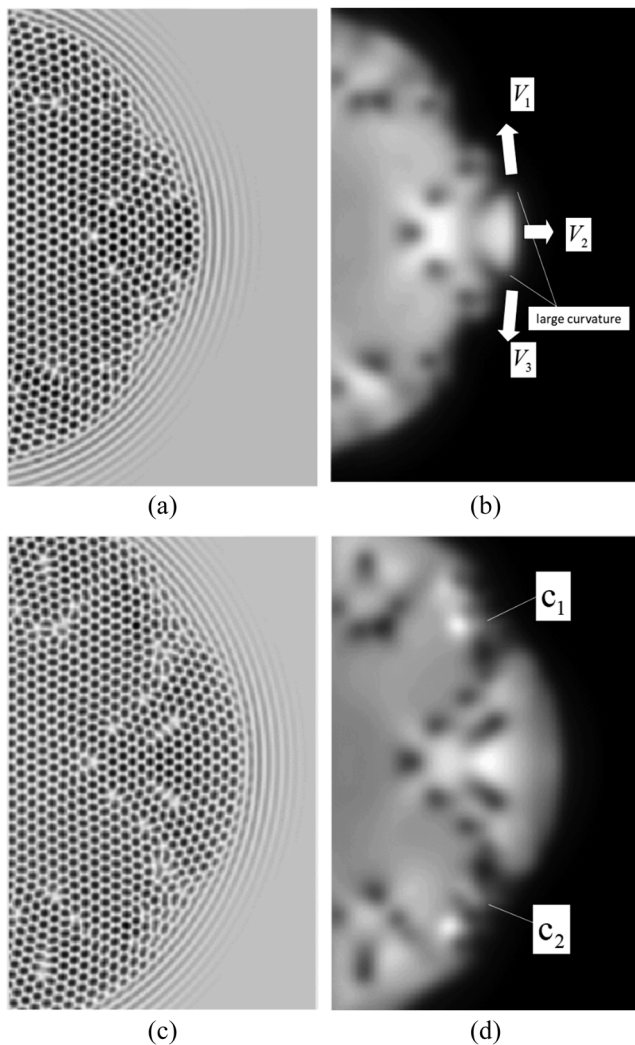 V₁
V₂
large curvature
V₃
(a)
(b)
c₁
c₂
(c)
(d)